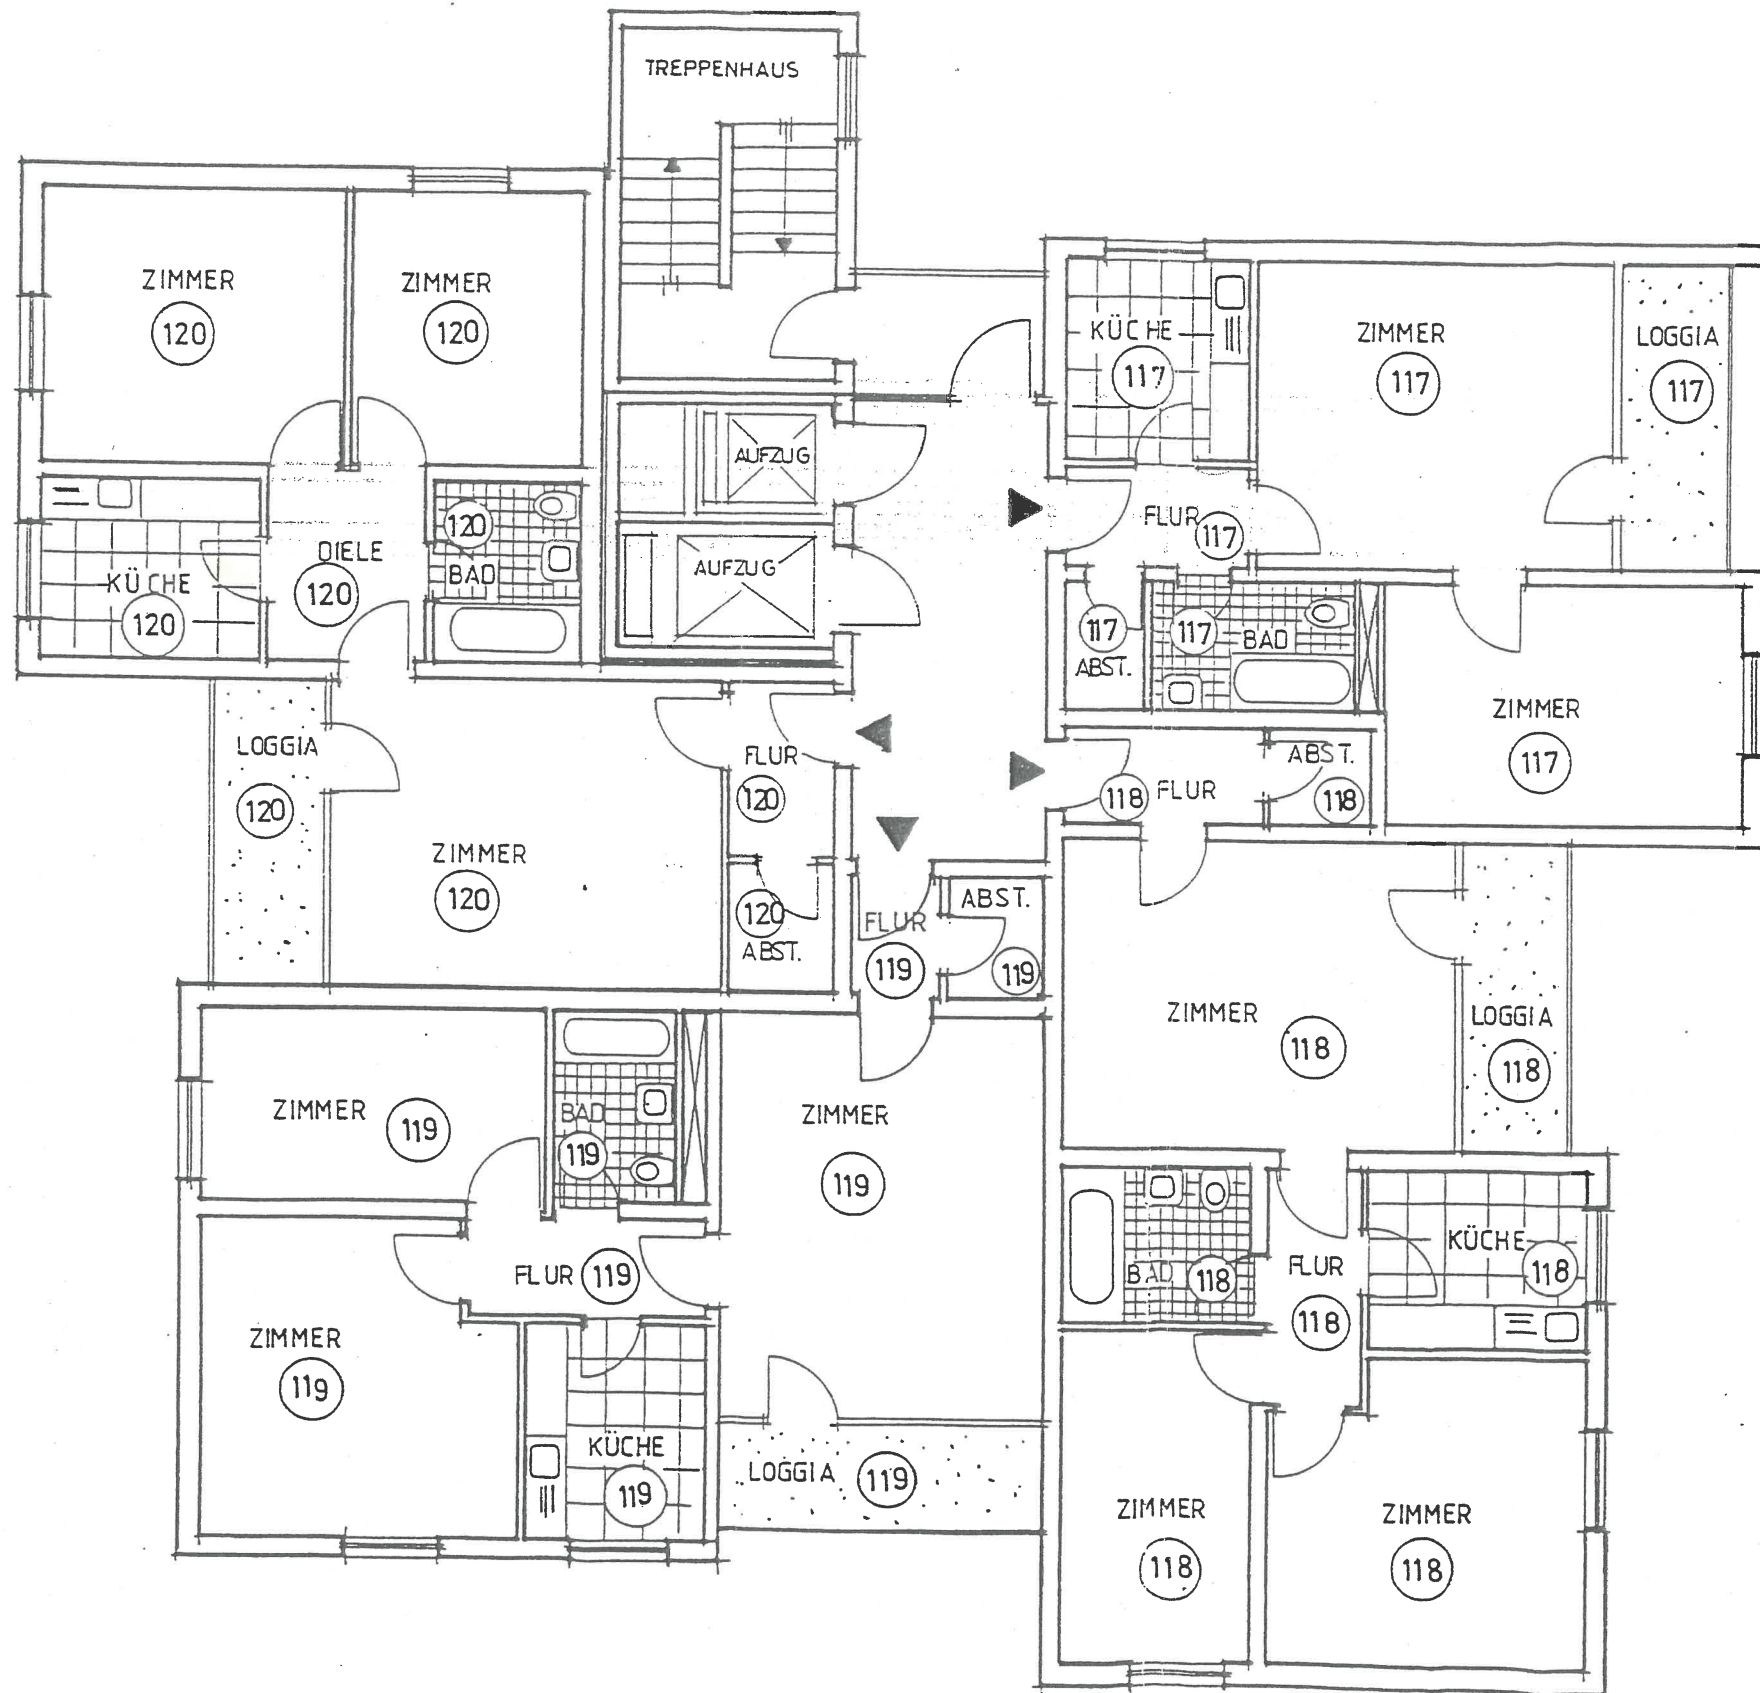 TREPPENHAUS
ZIMMER
120
ZIMMER
120
KÜCHE
120
DIELE
120
120
BAD
AUFZUG
AUFZUG
LOGGIA
120
ZIMMER
120
FLUR
120
120
ABST.
KÜCHE
117
ZIMMER
117
LOGGIA
117
FLUR
117
117
ABST.
117
BAD
ZIMMER
117
118
FLUR
ABST.
118
ZIMMER
118
LOGGIA
118
BAD
118
FLUR
118
KÜCHE
118
ZIMMER
118
ZIMMER
118
FLUR
119
ABST.
119
ZIMMER
119
BAD
119
ZIMMER
119
FLUR
119
ZIMMER
119
KÜCHE
119
LOGGIA
119